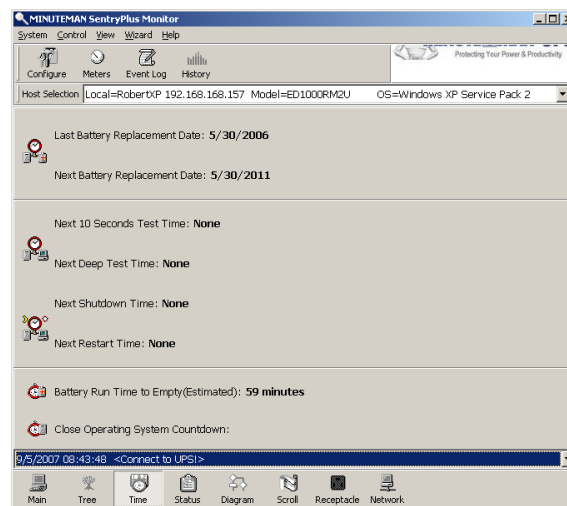 MINUTEMAN SentryPlus Monitor
System Control View Wizard Help
Configure Meters Event Log History
Protecting Your Power & Productivity
Host Selection Local=RobertXP 192.168.168.157 Model=ED1000RM2U OS=Windows XP Service Pack 2
Last Battery Replacement Date: 5/30/2006
Next Battery Replacement Date: 5/30/2011
Next 10 Seconds Test Time: None
Next Deep Test Time: None
Next Shutdown Time: None
Next Restart Time: None
Battery Run Time to Empty(Estimated): 59 minutes
Close Operating System Countdown:
9/5/2007 08:43:48 <Connect to UPS!>
Main Tree Time Status Diagram Scroll Receptacle Network